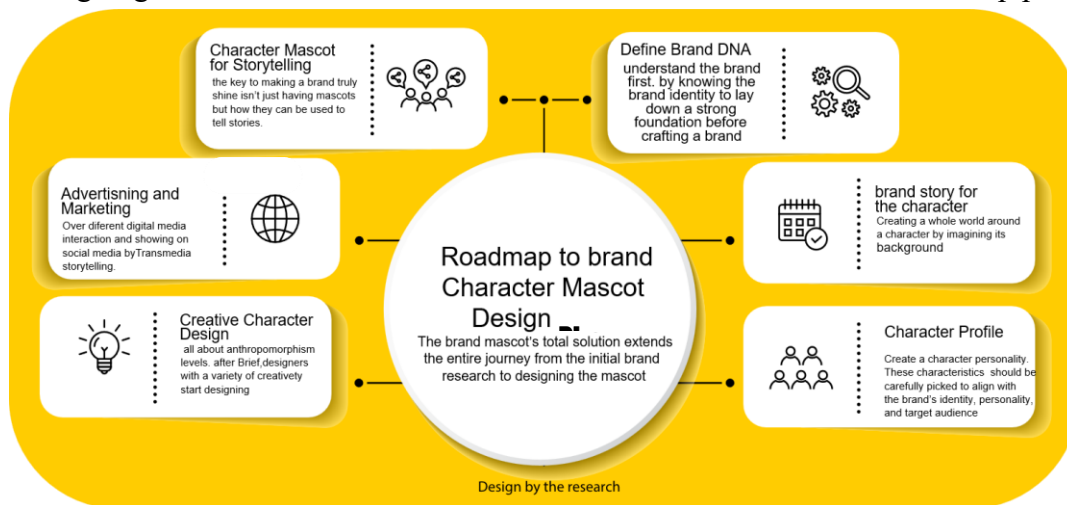 Character Mascot
for Storytelling
the key to making a brand truly
shine isn't just having mascots
but how they can be used to
tell stories.
Define Brand DNA
understand the brand
first. by knowing the
brand identity to lay
down a strong
foundation before
crafting a brand
Advertisning and
Marketing
Over diferent digital media
interaction and showing on
social media byTransmedia
storytelling.
brand story for
the character
Creating a whole world around
a character by imagining its
background
Roadmap to brand
Character Mascot
Design
The brand mascot's total solution extends
the entire journey from the initial brand
research to designing the mascot
Creative Character
Design
all about anthropomorphism
levels. after Brief,designers
with a variety of creativety
start designing
Character Profile
Create a character personality.
These characteristics should be
carefully picked to align with
the brand's identity, personality,
and target audience
Design by the research